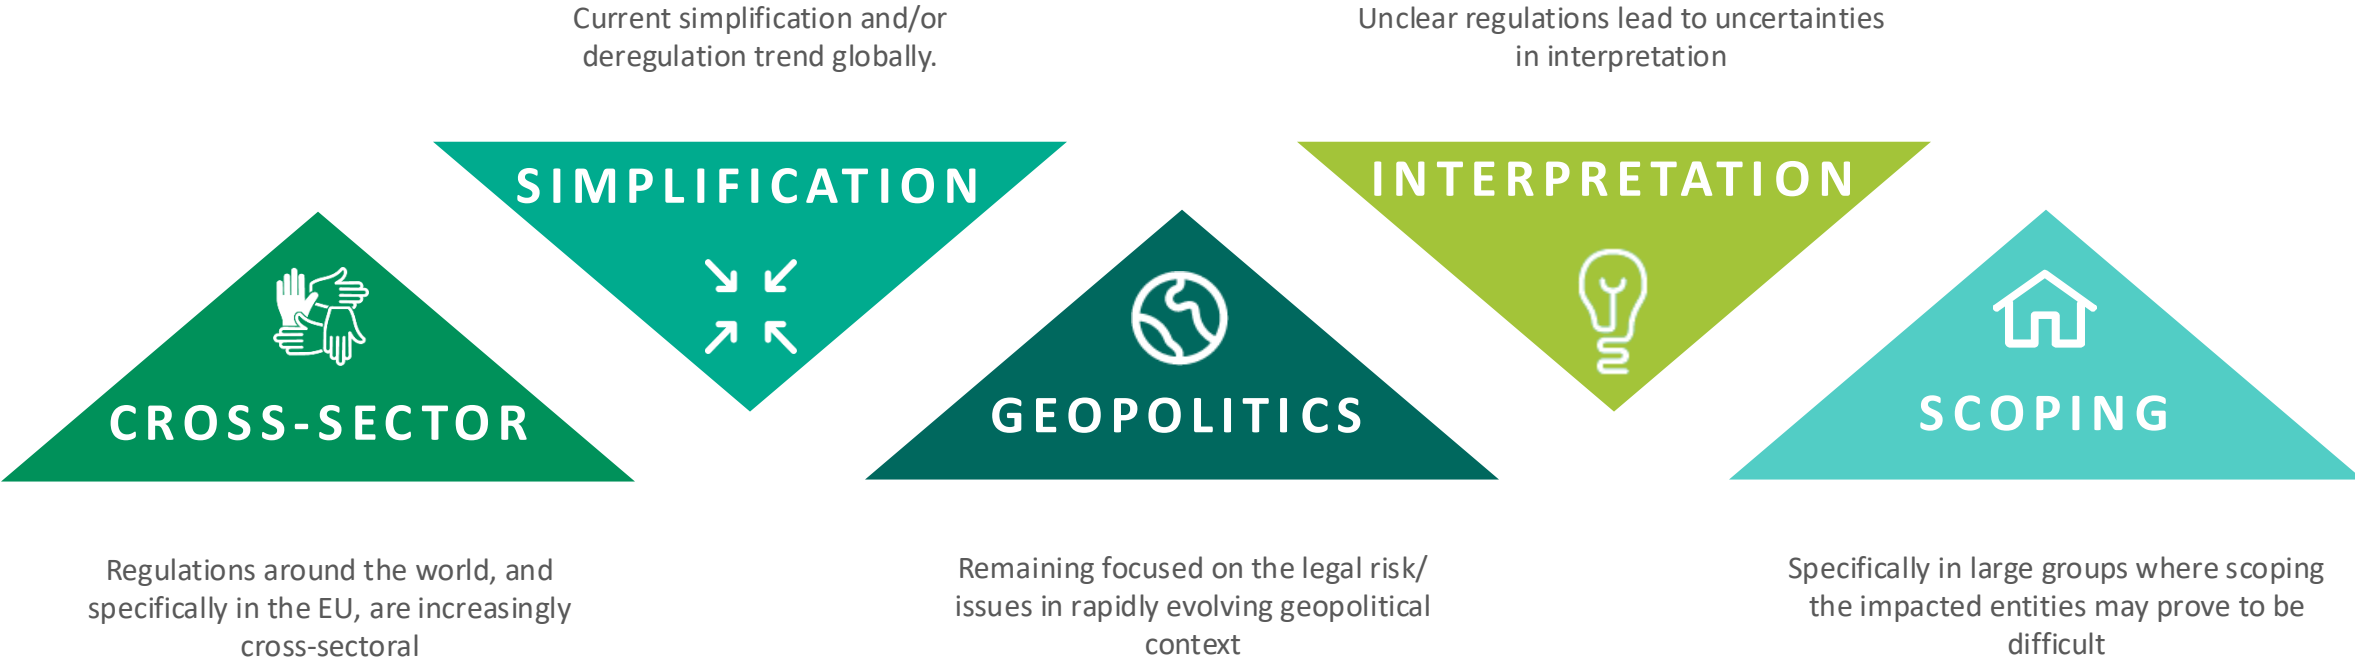 Current simplification and/or
deregulation trend globally.
Unclear regulations lead to uncertainties
in interpretation
SIMPLIFICATION
INTERPRETATION
CROSS-SECTOR
GEOPOLITICS
SCOPING
Regulations around the world, and
specifically in the EU, are increasingly
cross-sectoral
Remaining focused on the legal risk/
issues in rapidly evolving geopolitical
context
Specifically in large groups where scoping
the impacted entities may prove to be
difficult